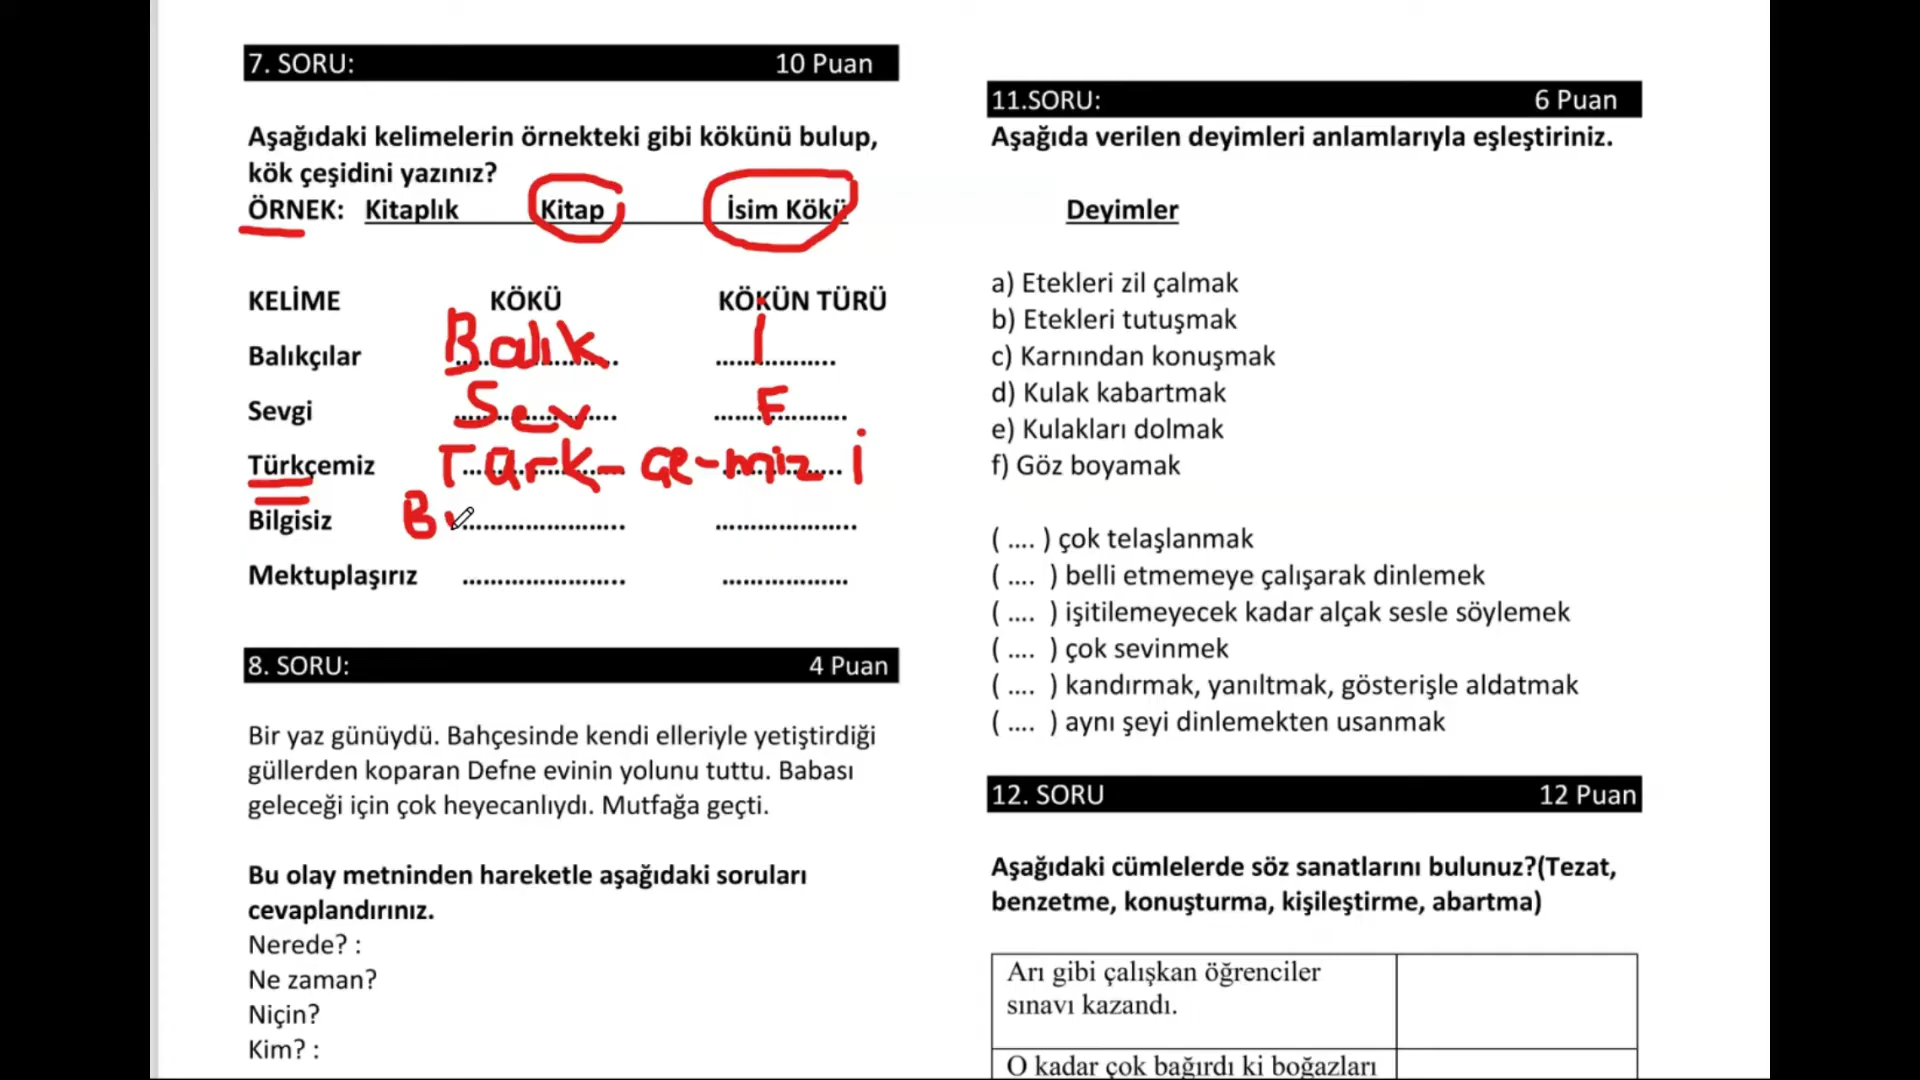 7. SORU: 10 Puan
Aşağıdaki kelimelerin örnekteki gibi kökünü bulup,
kök çeşidini yazınız?
ÖRNEK: Kitaplık Kitap İsim Kökü
KELİME KÖKÜ KÖKÜN TÜRÜ
Balıkçılar Balık İ
Sevgi Sev F
Türkçemiz Türk-çe-miz İ
Bilgisiz B ........................ ....................
Mektuplaşırız ....................... ..................
8. SORU: 4 Puan
Bir yaz günüydü. Bahçesinde kendi elleriyle yetiştirdiği
güllerden koparan Defne evinin yolunu tuttu. Babası
geleceği için çok heyecanlıydı. Mutfağa geçti.
Bu olay metninden hareketle aşağıdaki soruları
cevaplandırınız.
Nerede? :
Ne zaman?
Niçin?
Kim? :
11.SORU: 6 Puan
Aşağıda verilen deyimleri anlamlarıyla eşleştiriniz.
Deyimler
a) Etekleri zil çalmak
b) Etekleri tutuşmak
c) Karnından konuşmak
d) Kulak kabartmak
e) Kulakları dolmak
f) Göz boyamak
( .... ) çok telaşlanmak
( .... ) belli etmemeye çalışarak dinlemek
( .... ) işitilemeyecek kadar alçak sesle söylemek
( .... ) çok sevinmek
( .... ) kandırmak, yanıltmak, gösterişle aldatmak
( .... ) aynı şeyi dinlemekten usanmak
12. SORU 12 Puan
Aşağıdaki cümlelerde söz sanatlarını bulunuz?(Tezat,
benzetme, konuşturma, kişileştirme, abartma)
Arı gibi çalışkan öğrenciler
sınavı kazandı.
O kadar çok bağırdı ki boğazları